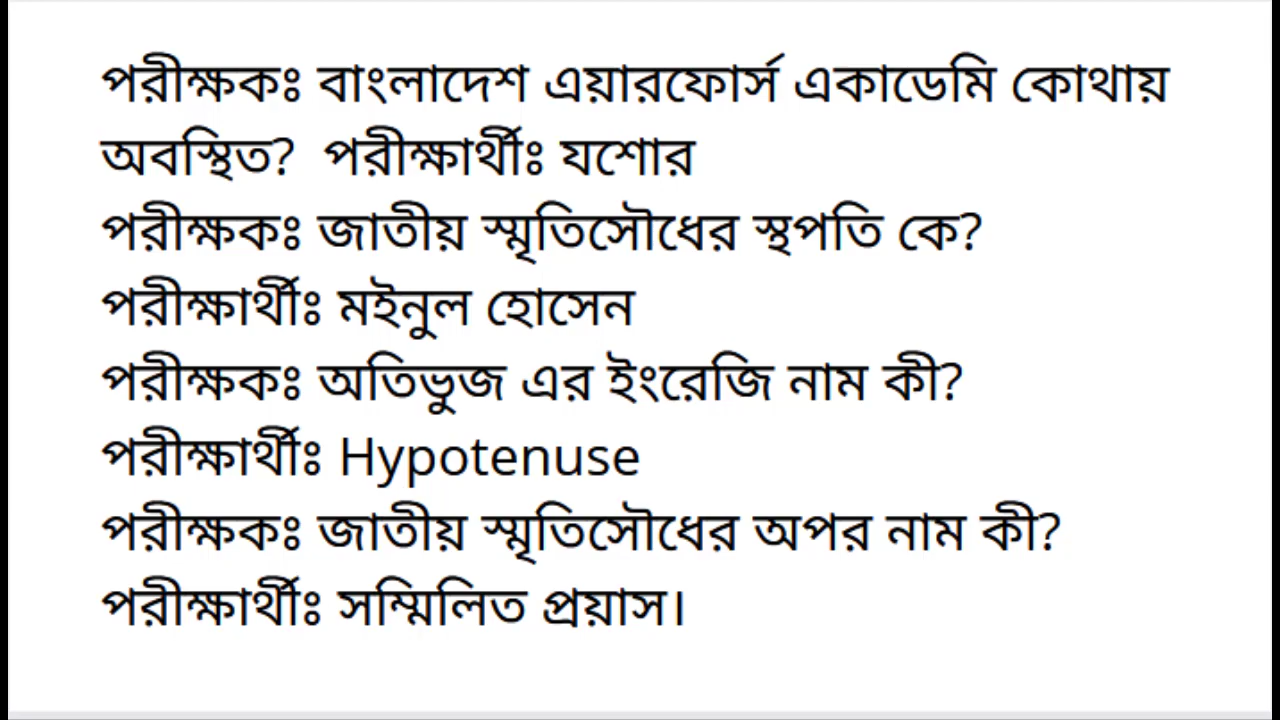 পরীক্ষকঃ বাংলাদেশ এয়ারফোর্স একাডেমি কোথায়
অবস্থিত? পরীক্ষার্থীঃ যশোর
পরীক্ষকঃ জাতীয় স্মৃতিসৌধের স্থপতি কে?
পরীক্ষার্থীঃ মইনুল হোসেন
পরীক্ষকঃ অতিভুজ এর ইংরেজি নাম কী?
পরীক্ষার্থীঃ Hypotenuse
পরীক্ষকঃ জাতীয় স্মৃতিসৌধের অপর নাম কী?
পরীক্ষার্থীঃ সম্মিলিত প্রয়াস।